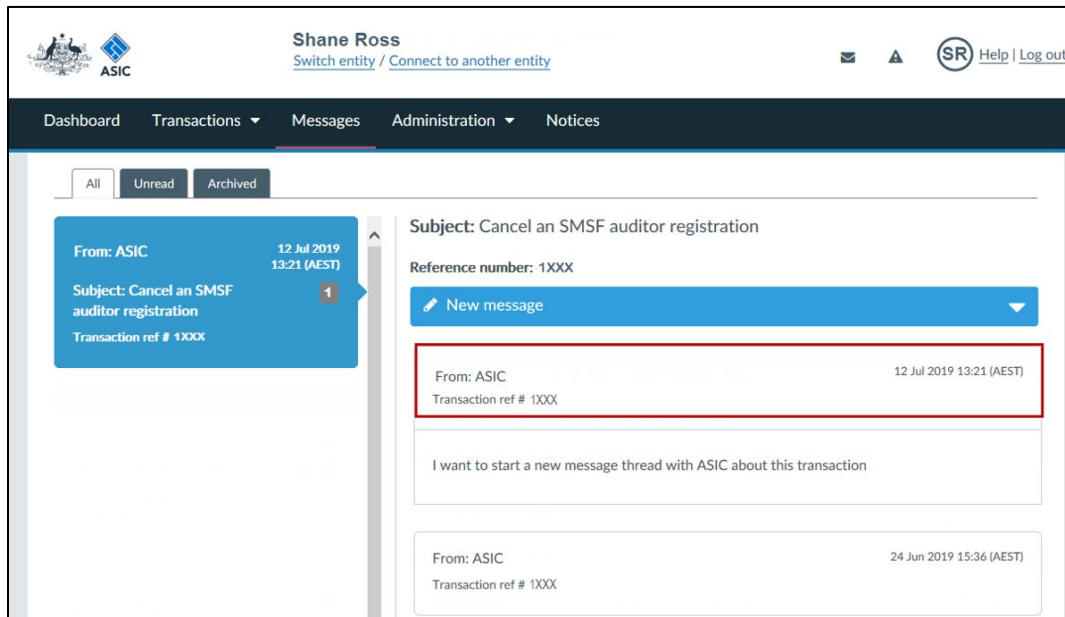 ASIC
Shane Ross
Switch entity / Connect to another entity
SR
Help | Log out
Dashboard Transactions Messages Administration Notices
All Unread Archived
From: ASIC
12 Jul 2019
13:21 (AEST)
Subject: Cancel an SMSF
auditor registration
1
Transaction ref # 1XXX
Subject: Cancel an SMSF auditor registration
Reference number: 1XXX
New message
From: ASIC
12 Jul 2019 13:21 (AEST)
Transaction ref # 1XXX
I want to start a new message thread with ASIC about this transaction
From: ASIC
24 Jun 2019 15:36 (AEST)
Transaction ref # 1XXX